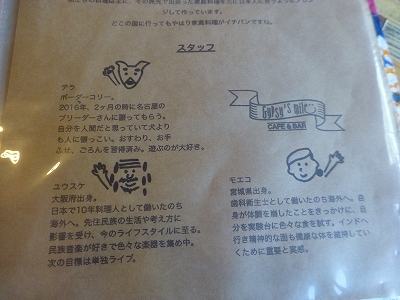 ジして作っています。
どこの国に行ってもやはり家庭料理がイチバンですね。
スタッフ
テラ
ボーダーコリー。
2016年、2ヶ月の時に名古屋の
ブリーダーさんに譲ってもらう。
自分を人間だと思っていて犬より
も人に懐っこい。おすわり、お手
ふせ、ごろんを習得済み。遊ぶのが大好き。
Gypsy's mile
CAFE & BAR
ユウスケ
大阪府出身。
日本で10年料理人として働いたのち
海外へ。先住民族の生活や考え方に
影響を受け、今のライフスタイルに至る。
民族音楽が好きで色々な楽器を集め中。
次の目標は単独ライブ。
モエコ
宮城県出身。
歯科衛生士として働いたのち海外へ。自
身が体調を崩したことをきっかけに、自
分を実験台に色々な食を試す。インドへ
行き精神的な面も健康な体を維持してい
くために重要と実感。